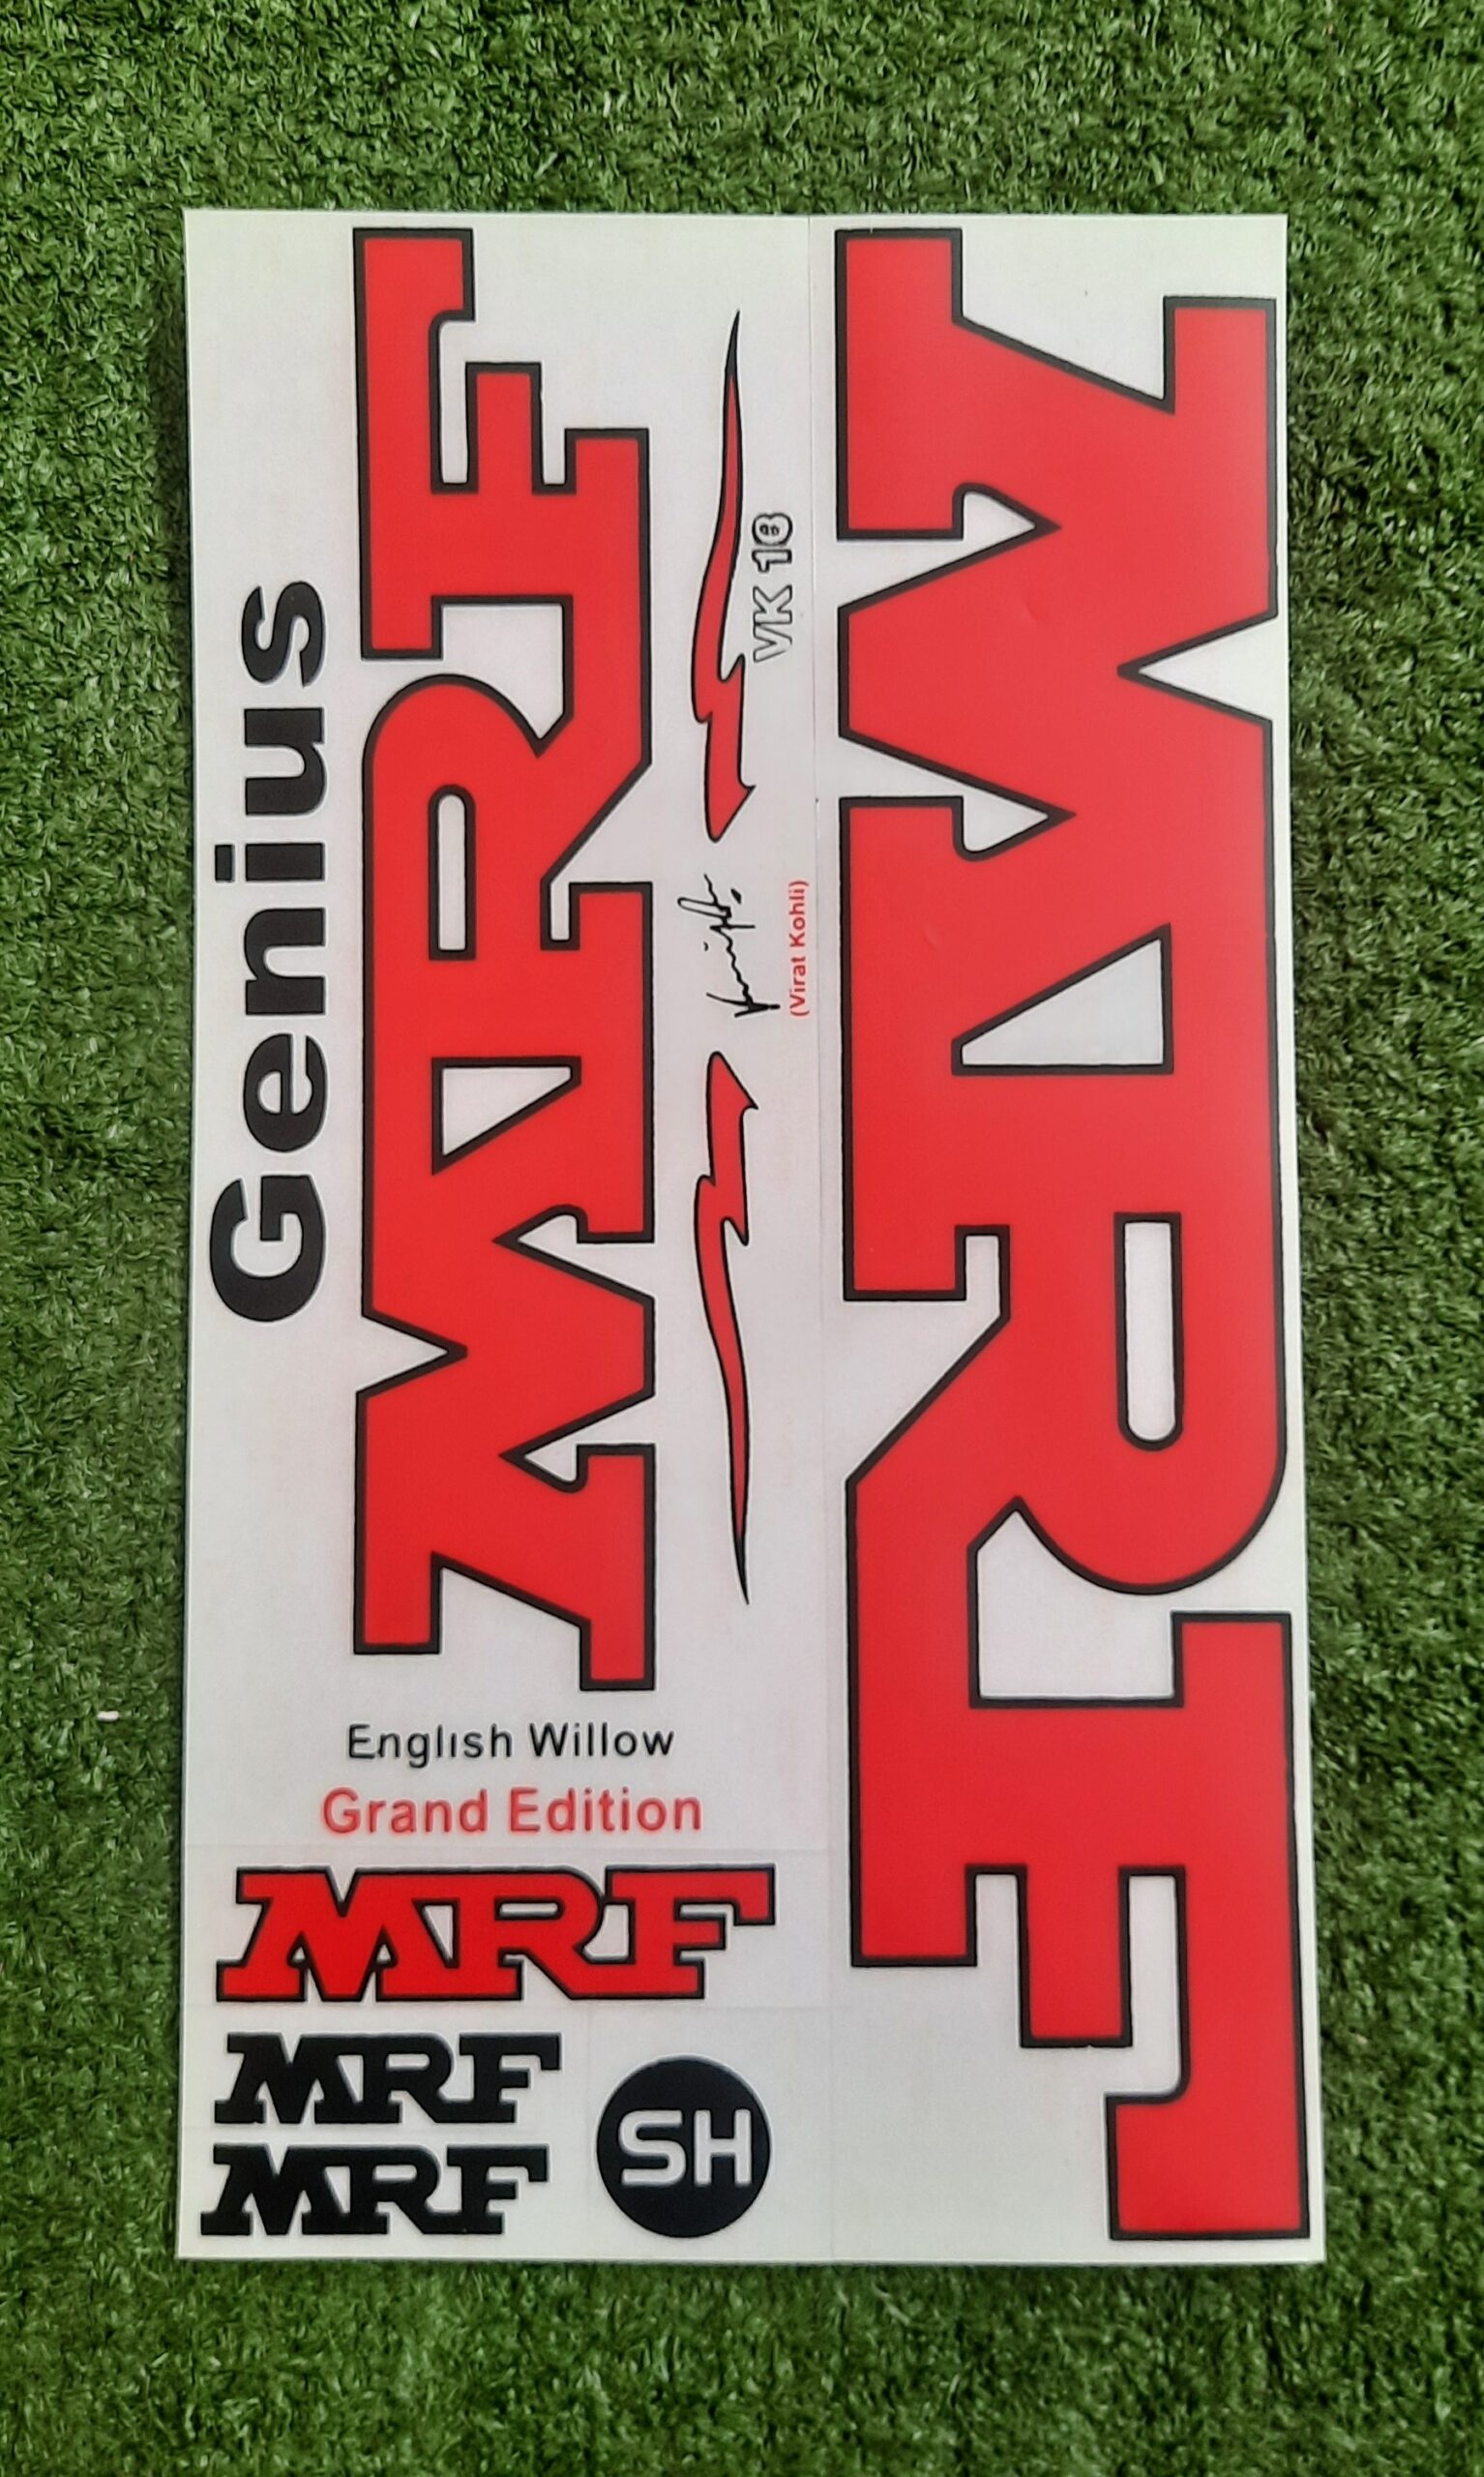 Genius
MRF
VK 18
(Virat Kohli)
MRF
English Willow
Grand Edition
MRF
MRF
MRF
SH